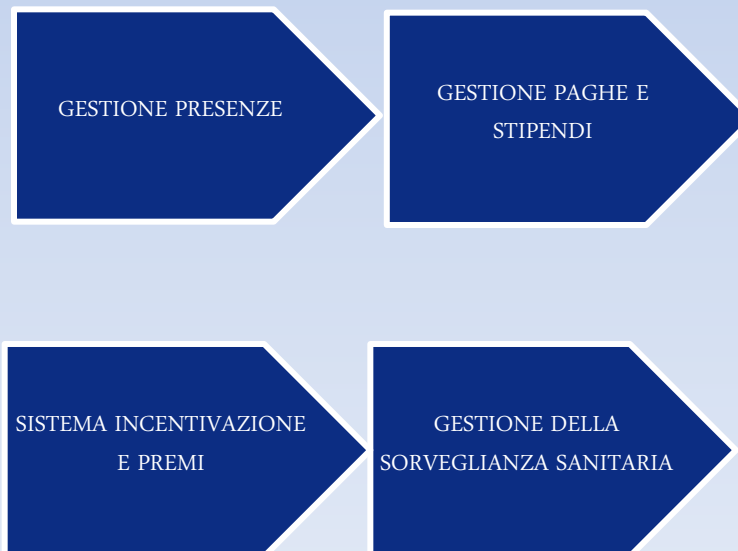 GESTIONE PRESENZE
GESTIONE PAGHE E
STIPENDI
SISTEMA INCENTIVAZIONE
E PREMI
GESTIONE DELLA
SORVEGLIANZA SANITARIA